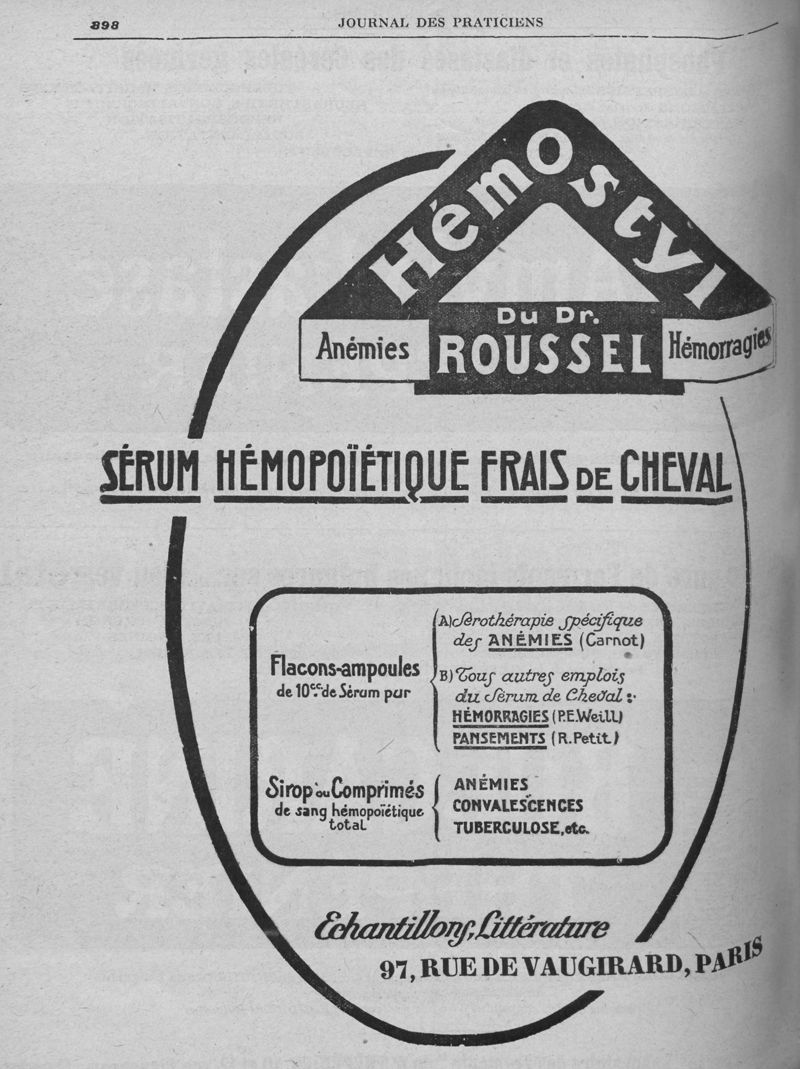 898
JOURNAL DES PRATICIENS
HémOstyl
Du Dr.
ROUSSEL
Anémies
Hémorragies
SÉRUM HÉMOPOÏÉTIQUE FRAIS DE CHEVAL
Flacons-ampoules
de 10cc. de Sérum pur
A) Sérothérapie spécifique
des ANÉMIES (Carnot)
B) Tous autres emplois
du Sérum de Cheval:
HÉMORRAGIES (P.E.Weill)
PANSEMENTS (R.Petit)
Sirop ou Comprimés
de sang hémopoïétique
total
ANÉMIES
CONVALESCENCES
TUBERCULOSE, etc.
Echantillons, Littérature
97, RUE DE VAUGIRARD, PARIS